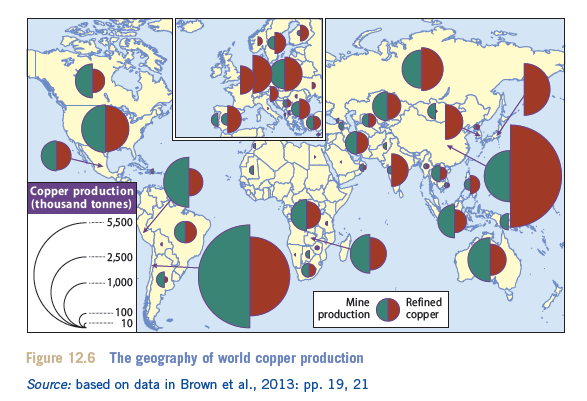 Copper production
(thousand tonnes)
5,500
2,500
1,000
100
10
Mine
production
Refined
copper
Figure 12.6 The geography of world copper production
Source: based on data in Brown et al., 2013: pp. 19, 21